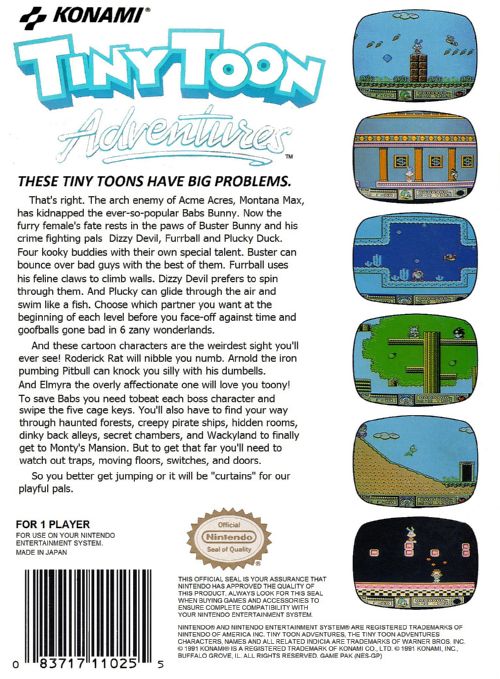 KONAMI®
TINY TOON
Adventures
TM
THESE TINY TOONS HAVE BIG PROBLEMS.
That's right. The arch enemy of Acme Acres, Montana Max,
has kidnapped the ever-so-popular Babs Bunny. Now the
furry female's fate rests in the paws of Buster Bunny and his
crime fighting pals Dizzy Devil, Furrball and Plucky Duck.
Four kooky buddies with their own special talent. Buster can
bounce over bad guys with the best of them. Furrball uses
his feline claws to climb walls. Dizzy Devil prefers to spin
through them. And Plucky can glide through the air and
swim like a fish. Choose which partner you want at the
beginning of each level before you face-off against time and
goofballs gone bad in 6 zany wonderlands.
And these cartoon characters are the weirdest sight you'll
ever see! Roderick Rat will nibble you numb. Arnold the iron
pumping Pitbull can knock you silly with his dumbells.
And Elmyra the overly affectionate one will love you toony!
To save Babs you need tobeat each boss character and
swipe the five cage keys. You'll also have to find your way
through haunted forests, creepy pirate ships, hidden rooms,
dinky back alleys, secret chambers, and Wackyland to finally
get to Monty's Mansion. But to get that far you'll need to
watch out traps, moving floors, switches, and doors.
So you better get jumping or it will be "curtains" for our
playful pals.
FOR 1 PLAYER
FOR USE ON YOUR NINTENDO
ENTERTAINMENT SYSTEM.
MADE IN JAPAN
Official
Nintendo
Seal of Quality
®
THIS OFFICIAL SEAL IS YOUR ASSURANCE THAT
NINTENDO HAS APPROVED THE QUALITY OF
THIS PRODUCT. ALWAYS LOOK FOR THIS SEAL
WHEN BUYING GAMES AND ACCESSORIES TO
ENSURE COMPLETE COMPATIBILITY WITH
YOUR NINTENDO ENTERTAINMENT SYSTEM.
NINTENDO® AND NINTENDO ENTERTAINMENT SYSTEM® ARE REGISTERED TRADEMARKS OF
NINTENDO OF AMERICA INC. TINY TOON ADVENTURES, THE TINY TOON ADVENTURES
CHARACTERS, NAMES AND ALL RELATED INDICIA ARE TRADEMARKS OF WARNER BROS. INC.
© 1991 KONAMI® IS A REGISTERED TRADEMARK OF KONAMI CO., LTD. © 1991 KONAMI, INC.,
BUFFALO GROVE, IL. ALL RIGHTS RESERVED. GAME PAK (NES-GP)
0 83717 11025 5